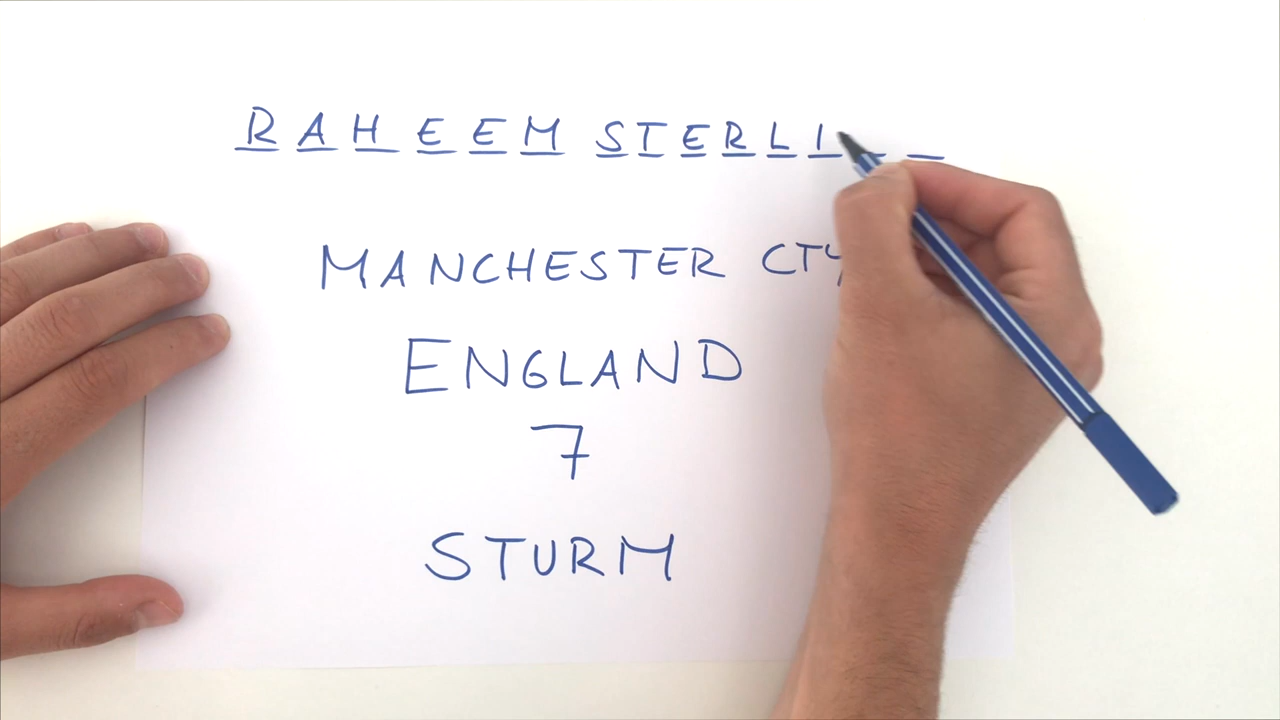 RAHEEM STERLI
MANCHESTER CTY
ENGLAND
7
STURM